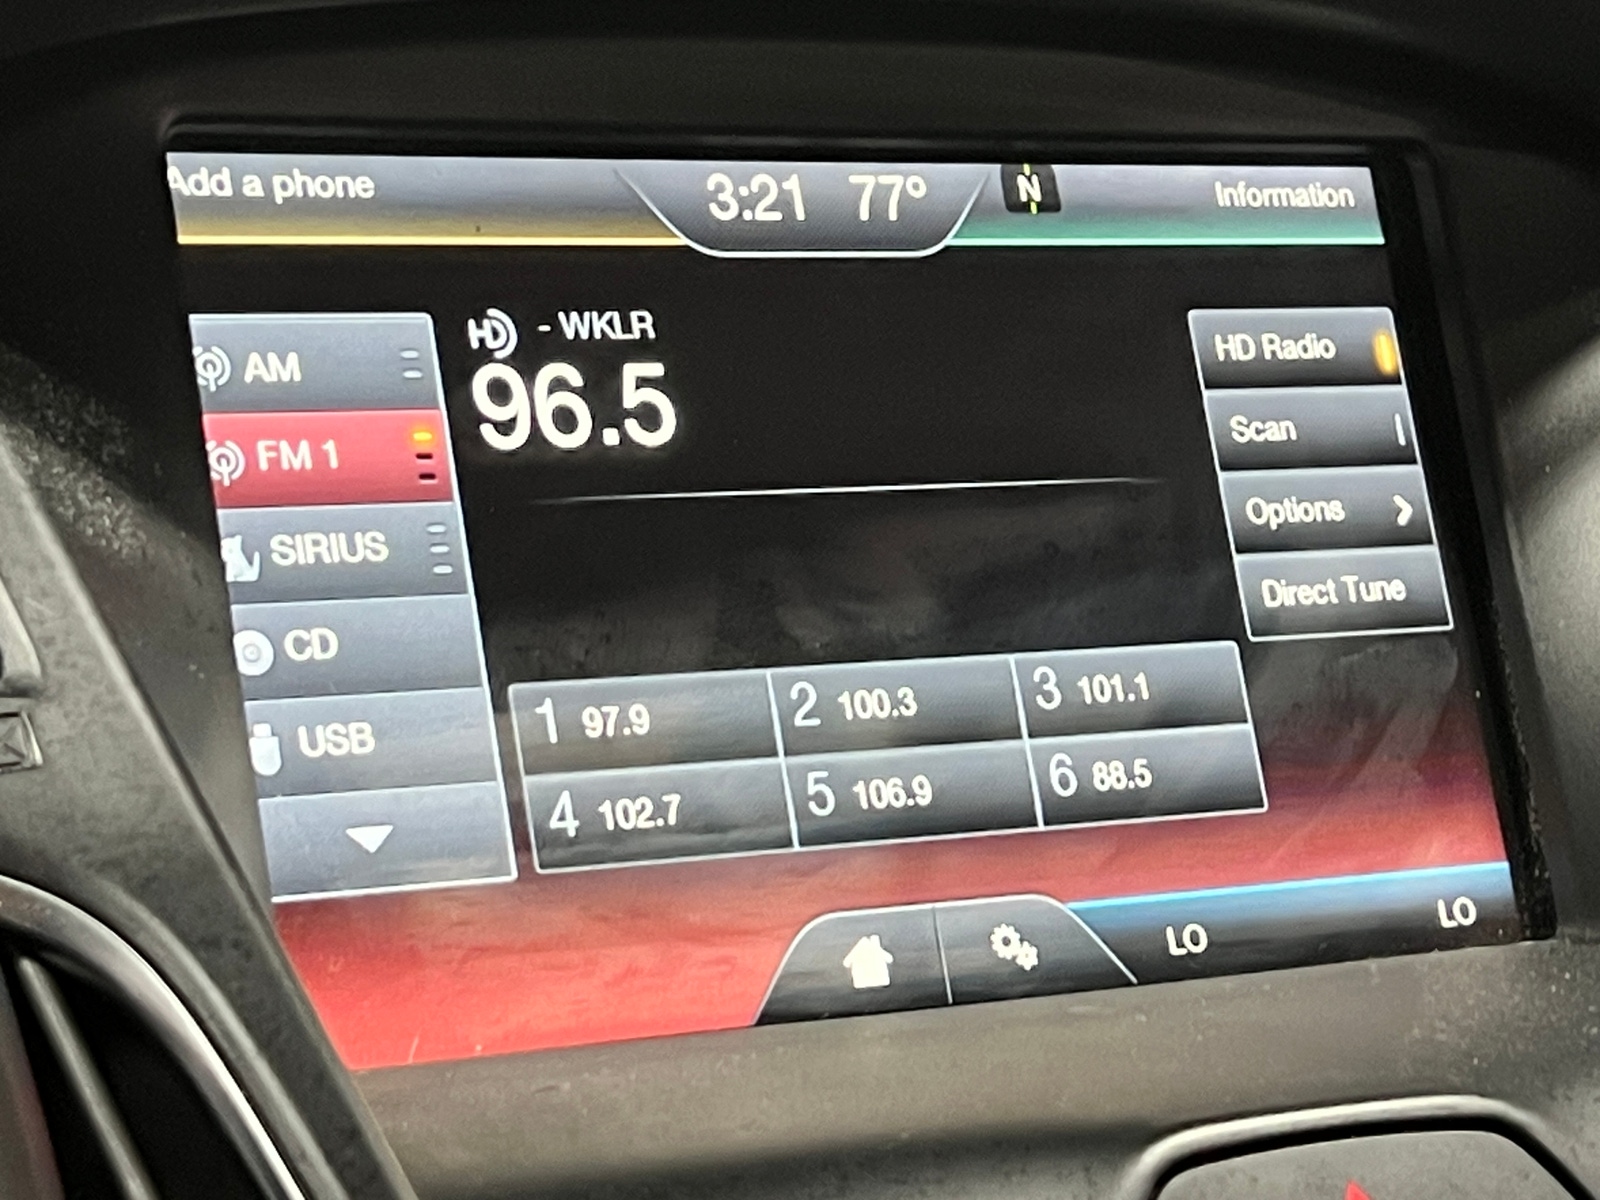 Add a phone
3:21 77°
N
Information
AM
FM 1
SIRIUS
CD
USB
HD - WKLR
96.5
HD Radio
Scan
Options
Direct Tune
1 97.9
2 100.3
3 101.1
4 102.7
5 106.9
6 88.5
LO
LO